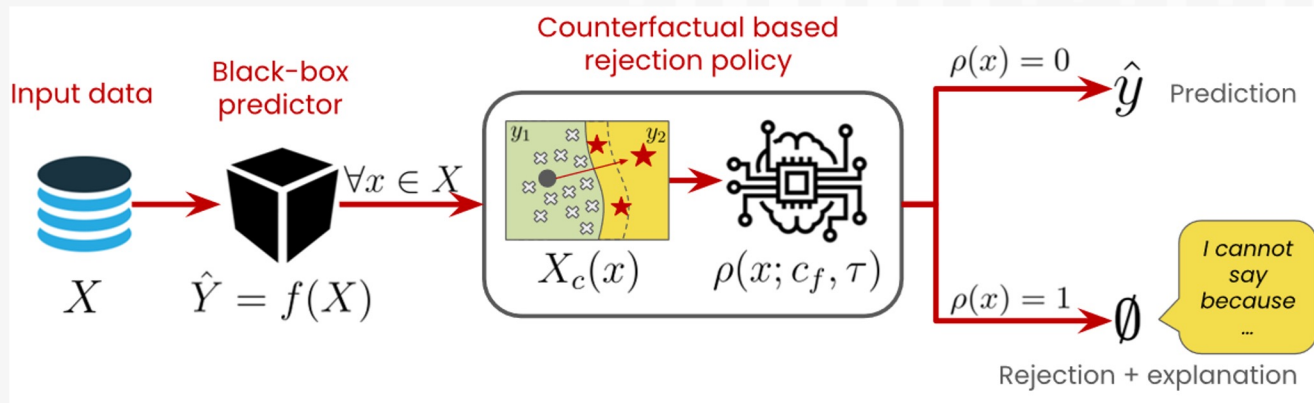 Counterfactual based
rejection policy
Input data
Black-box
predictor
∀x ∈ X
y₁
y₂
ρ(x) = 0
ŷ
Prediction
X
Ŷ = f(X)
X_c(x)
ρ(x; c_f, τ)
ρ(x) = 1
∅
I cannot
say
because
...
Rejection + explanation